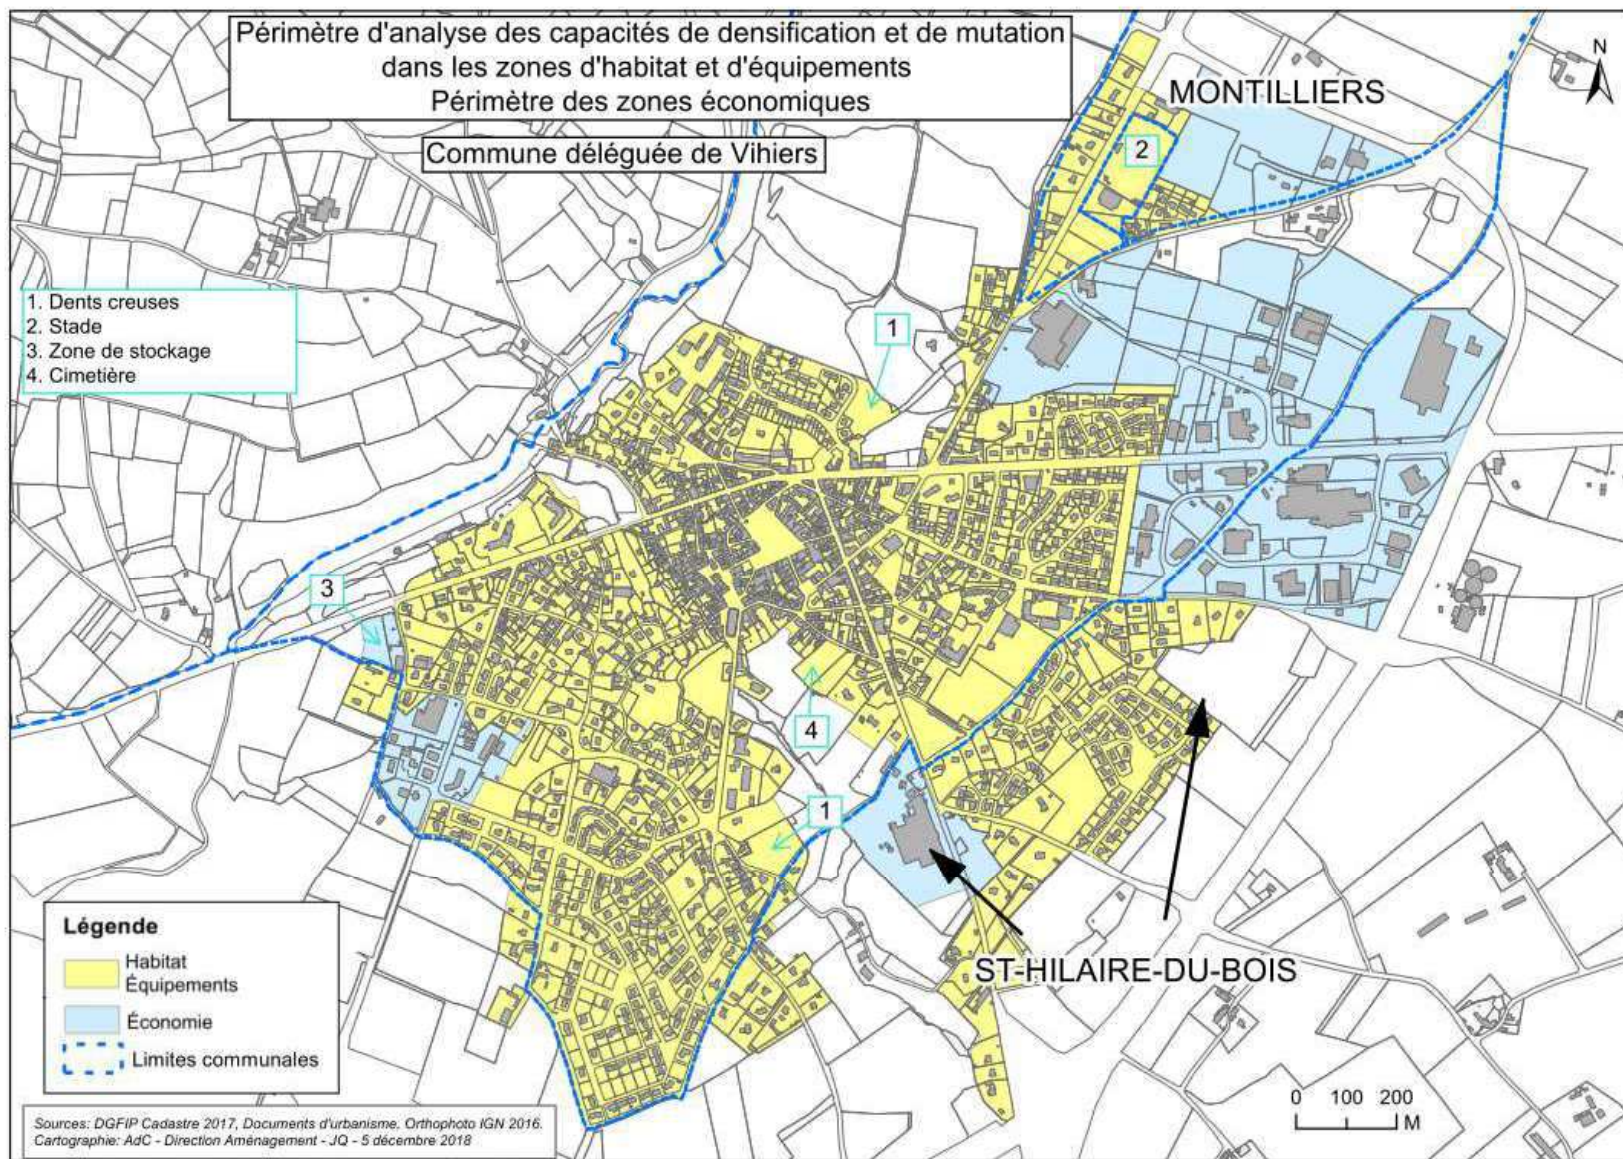 Périmètre d'analyse des capacités de densification et de mutation
dans les zones d'habitat et d'équipements
Périmètre des zones économiques
Commune déléguée de Vihiers
N
MONTILLIERS
2
1. Dents creuses
2. Stade
3. Zone de stockage
4. Cimetière
1
3
4
1
ST-HILAIRE-DU-BOIS
Légende
Habitat
Équipements
Économie
Limites communales
0 100 200
M
Sources: DGFIP Cadastre 2017, Documents d'urbanisme, Orthophoto IGN 2016.
Cartographie: AdC - Direction Aménagement - JQ - 5 décembre 2018